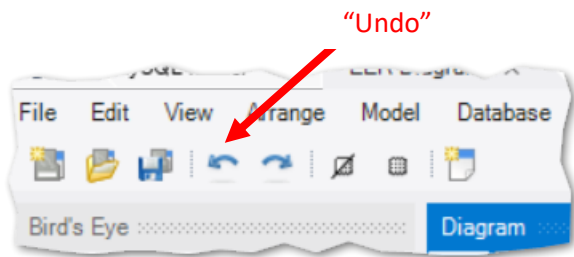 “Undo”
File Edit View Arrange Model Database
Bird's Eye Diagram